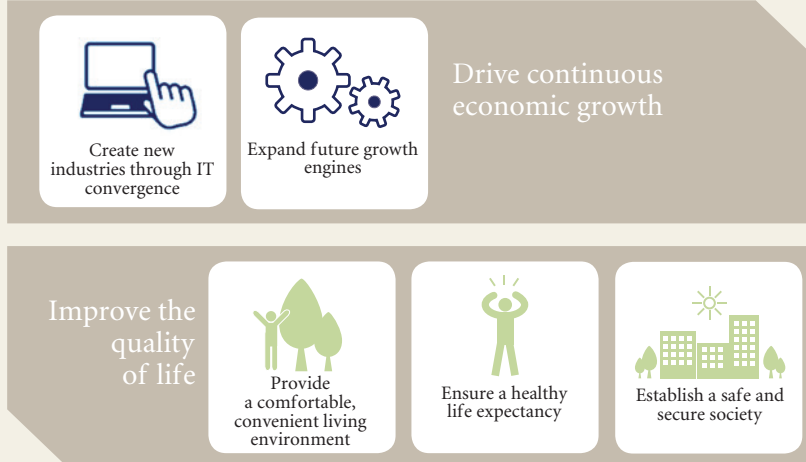 Create new
industries through IT
convergence
Expand future growth
engines
Drive continuous
economic growth
Improve the
quality
of life
Provide
a comfortable,
convenient living
environment
Ensure a healthy
life expectancy
Establish a safe and
secure society